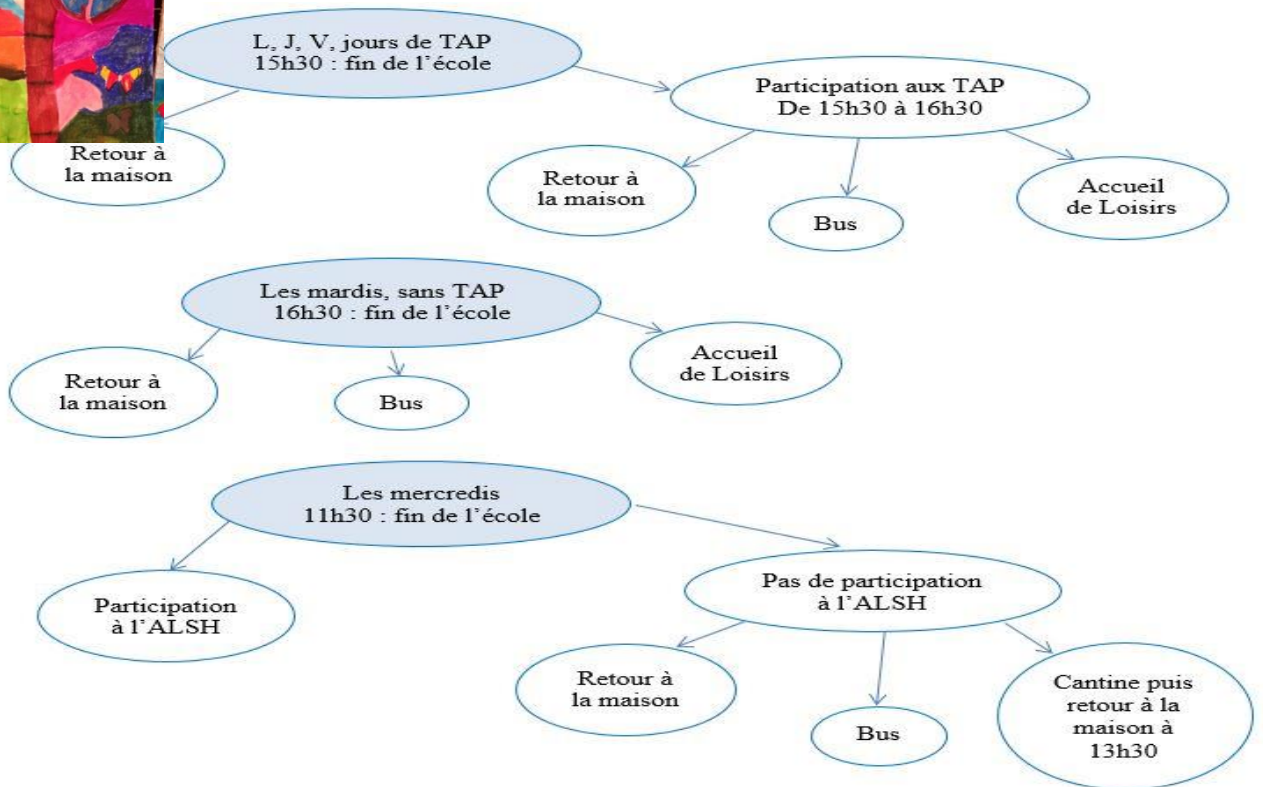 L, J, V, jours de TAP
15h30 : fin de l'école
Participation aux TAP
De 15h30 à 16h30
Retour à
la maison
Retour à
la maison
Bus
Accueil
de Loisirs
Les mardis, sans TAP
16h30 : fin de l'école
Retour à
la maison
Bus
Accueil
de Loisirs
Les mercredis
11h30 : fin de l'école
Participation
à l'ALSH
Pas de participation
à l'ALSH
Retour à
la maison
Bus
Cantine puis
retour à la
maison à
13h30